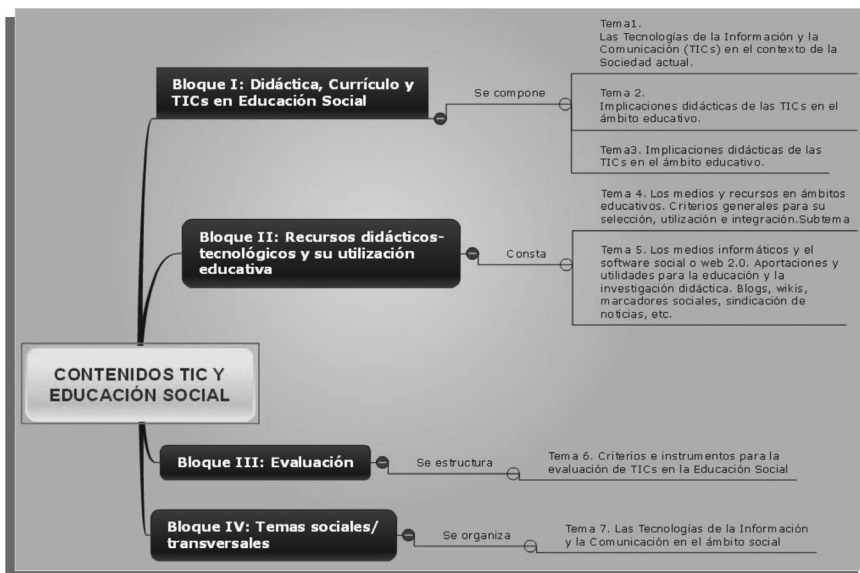 Bloque I: Didáctica, Currículo y
TICs en Educación Social
Se compone
Tema1.
Las Tecnologías de la Información y la
Comunicación (TICs) en el contexto de la
Sociedad actual.
Tema 2.
Implicaciones didácticas de las TICs en el
ámbito educativo.
Tema3. Implicaciones didácticas de las
TICs en el ámbito educativo.
Bloque II: Recursos didácticos-
tecnológicos y su utilización
educativa
Consta
Tema 4. Los medios y recursos en ámbitos
educativos. Criterios generales para su
selección, utilización e integración.Subtema
Tema 5. Los medios informáticos y el
software social o web 2.0. Aportaciones y
utilidades para la educación y la
investigación didáctica. Blogs, wikis,
marcadores sociales, sindicación de
noticias, etc.
CONTENIDOS TIC Y
EDUCACIÓN SOCIAL
Bloque III: Evaluación
Se estructura
Tema 6. Criterios e instrumentos para la
evaluación de TICs en la Educación Social
Bloque IV: Temas sociales/
transversales
Se organiza
Tema 7. Las Tecnologías de la Información
y la Comunicación en el ámbito social